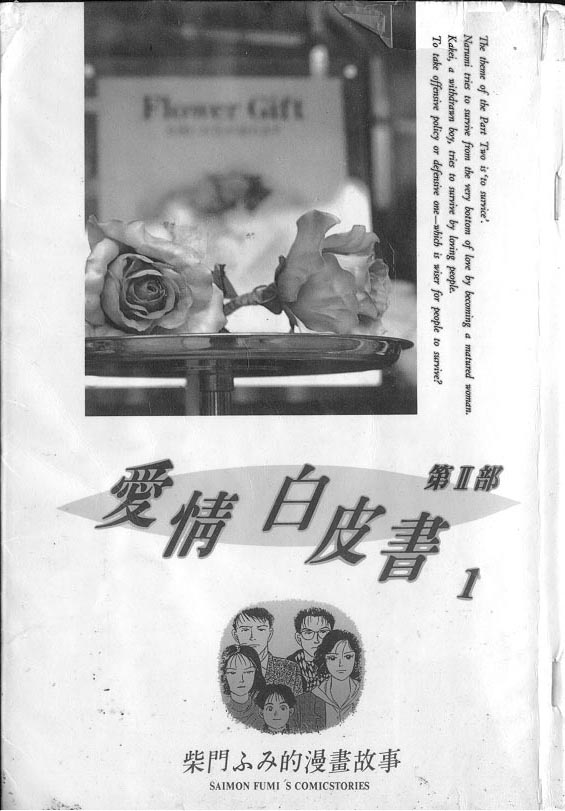 The theme of the Part Two is 'to survice'.
Narumi tries to survive from the very bottom of love by becoming a matured woman.
Kakei, a withdrawn boy, tries to survive by loving people.
To take offensive policy or defensive one—which is wiser for people to survive?
Flower Gift
第II部
愛情白皮書
1
柴門ふみ的漫畫故事
SAIMON FUMI´S COMICSTORIES